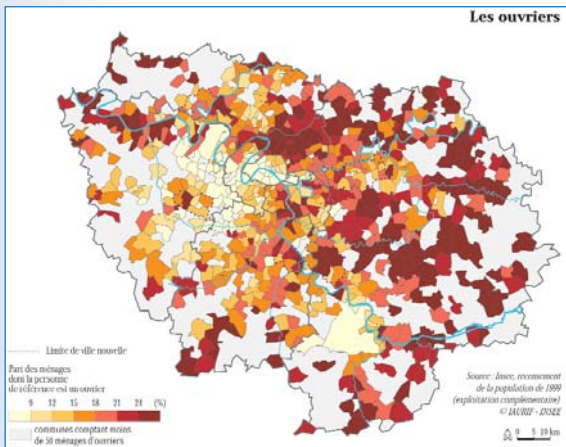 Les ouvriers
Limite de ville nouvelle
Part des ménages
dont la personne
de référence est un ouvrier
9 12 15 18 21 24 (%)
communes comptant moins
de 50 ménages d'ouvriers
Source : Insee, recensement
de la population de 1999
(exploitation complémentaire)
© IAURIF - INSEE
0 5 10 km